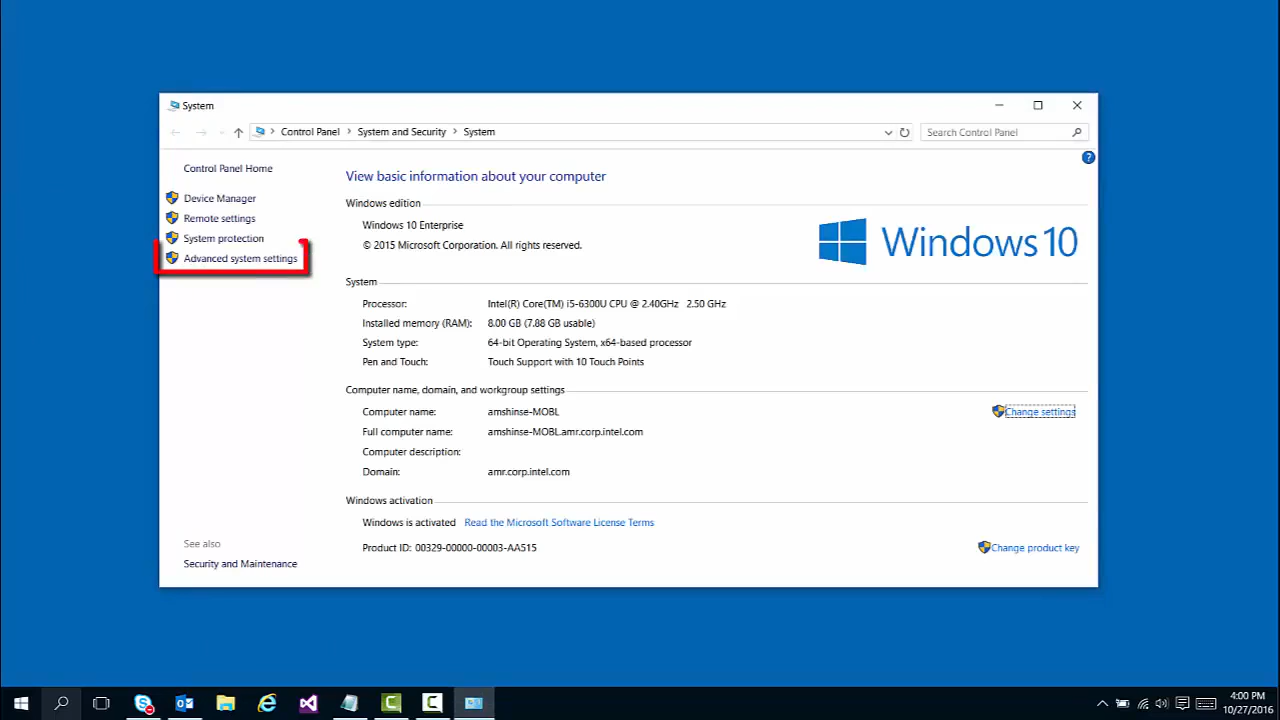 System
Control Panel > System and Security > System
Search Control Panel
Control Panel Home
Device Manager
Remote settings
System protection
Advanced system settings
See also
Security and Maintenance
View basic information about your computer
Windows edition
Windows 10 Enterprise
© 2015 Microsoft Corporation. All rights reserved.
Windows 10
System
Processor: Intel(R) Core(TM) i5-6300U CPU @ 2.40GHz 2.50 GHz
Installed memory (RAM): 8.00 GB (7.88 GB usable)
System type: 64-bit Operating System, x64-based processor
Pen and Touch: Touch Support with 10 Touch Points
Computer name, domain, and workgroup settings
Computer name: amshinse-MOBL
Change settings
Full computer name: amshinse-MOBL.amr.corp.intel.com
Computer description:
Domain: amr.corp.intel.com
Windows activation
Windows is activated Read the Microsoft Software License Terms
Product ID: 00329-00000-00003-AA515
Change product key
4:00 PM
10/27/2016